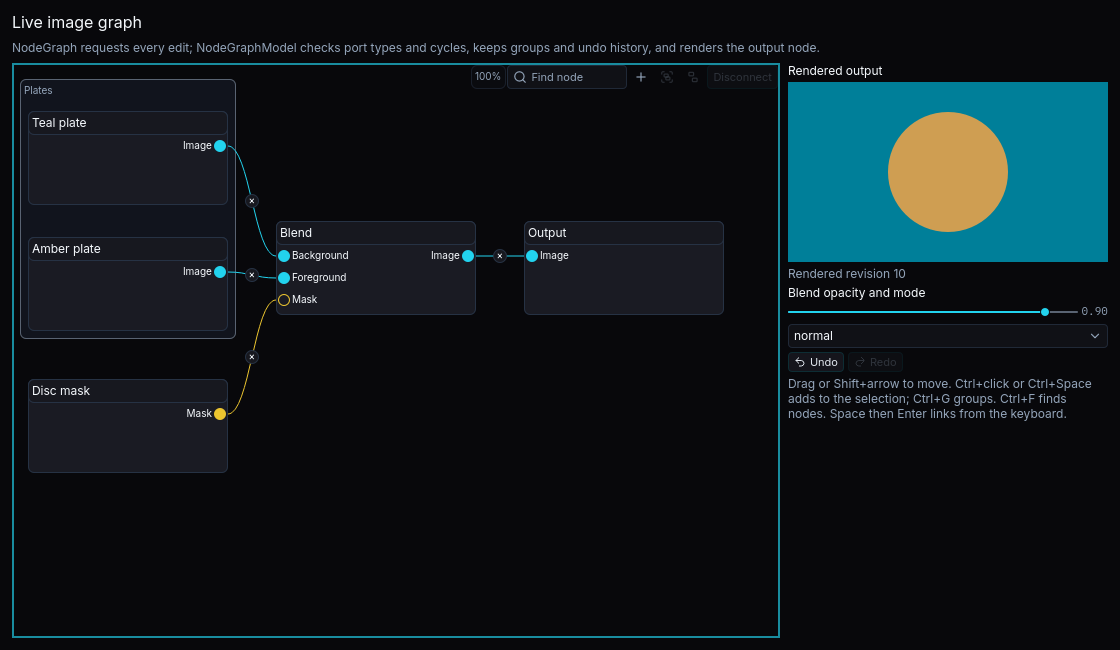 Live image graph
NodeGraph requests every edit; NodeGraphModel checks port types and cycles, keeps groups and undo history, and renders the output node.
100%
Find node
Disconnect
Plates
Teal plate
Image
Amber plate
Image
Disc mask
Mask
Blend
Background
Image
Foreground
Mask
Output
Image
Rendered output
Rendered revision 10
Blend opacity and mode
0.90
normal
Undo
Redo
Drag or Shift+arrow to move. Ctrl+click or Ctrl+Space
adds to the selection; Ctrl+G groups. Ctrl+F finds
nodes. Space then Enter links from the keyboard.